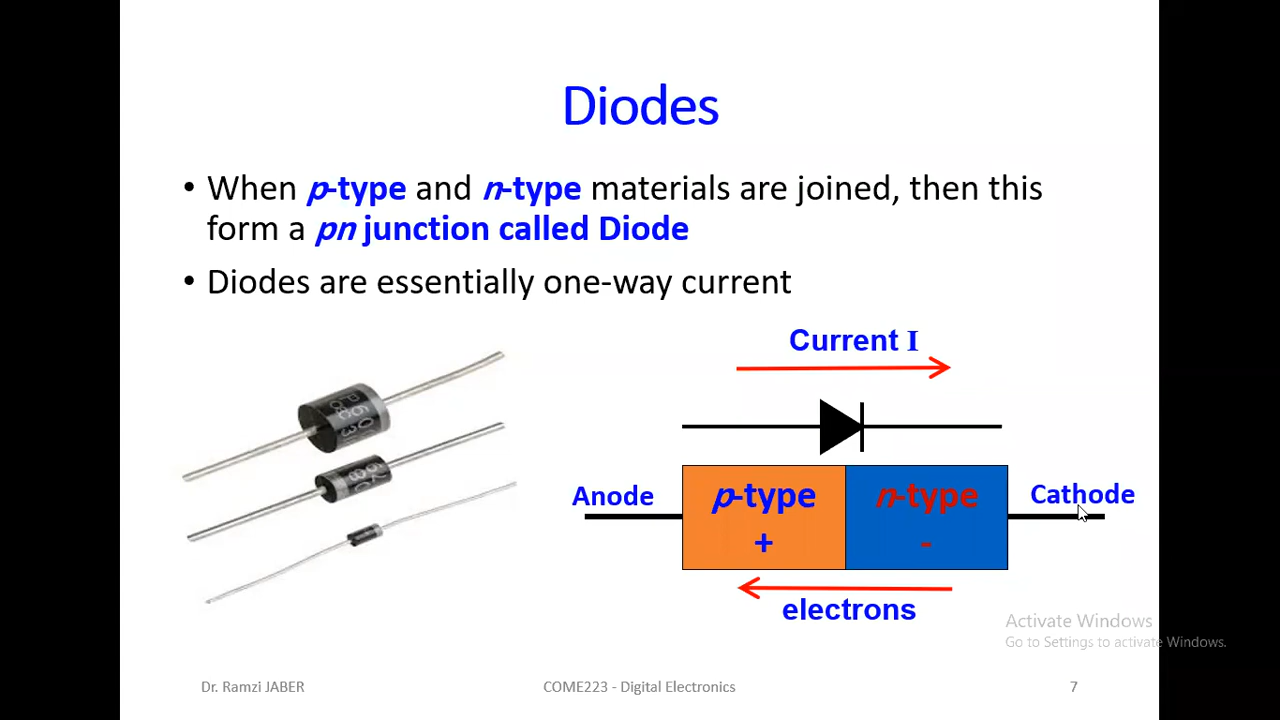 Diodes
• When p-type and n-type materials are joined, then this
form a pn junction called Diode
• Diodes are essentially one-way current
Current I
Anode
p-type
n-type
Cathode
+
-
electrons
Activate Windows
Go to Settings to activate Windows.
Dr. Ramzi JABER
COME223 - Digital Electronics
7